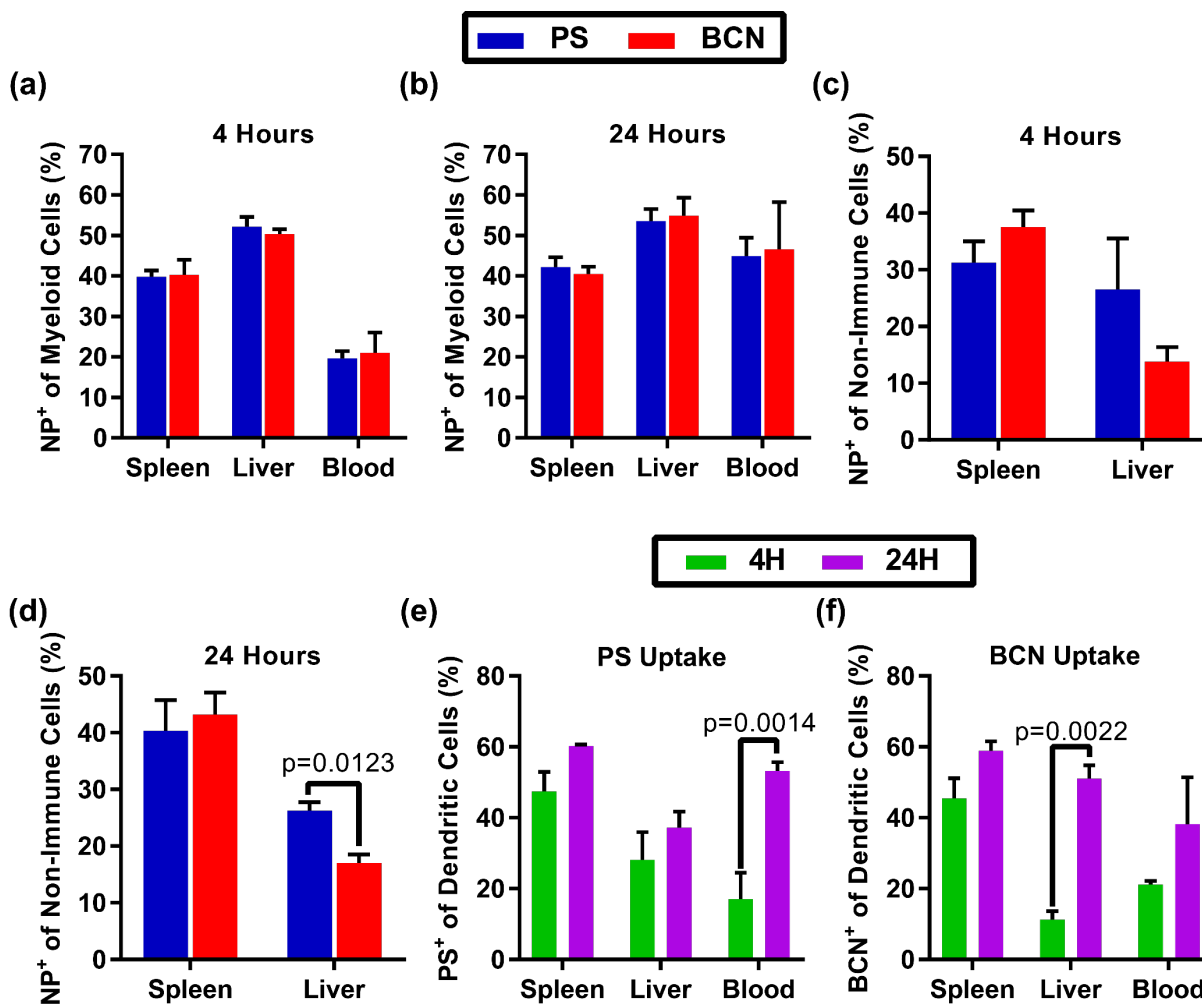 PS BCN
(a)
4 Hours
NP⁺ of Myeloid Cells (%)
70
60
50
40
30
20
10
0
Spleen Liver Blood
(b)
24 Hours
NP⁺ of Myeloid Cells (%)
70
60
50
40
30
20
10
0
Spleen Liver Blood
(c)
4 Hours
NP⁺ of Non-Immune Cells (%)
50
40
30
20
10
0
Spleen Liver
4H 24H
(d)
24 Hours
NP⁺ of Non-Immune Cells (%)
50
40
30
20
10
0
p=0.0123
Spleen Liver
(e)
PS Uptake
PS⁺ of Dendritic Cells (%)
80
60
40
20
0
p=0.0014
Spleen Liver Blood
(f)
BCN Uptake
BCN⁺ of Dendritic Cells (%)
80
60
40
20
0
p=0.0022
Spleen Liver Blood